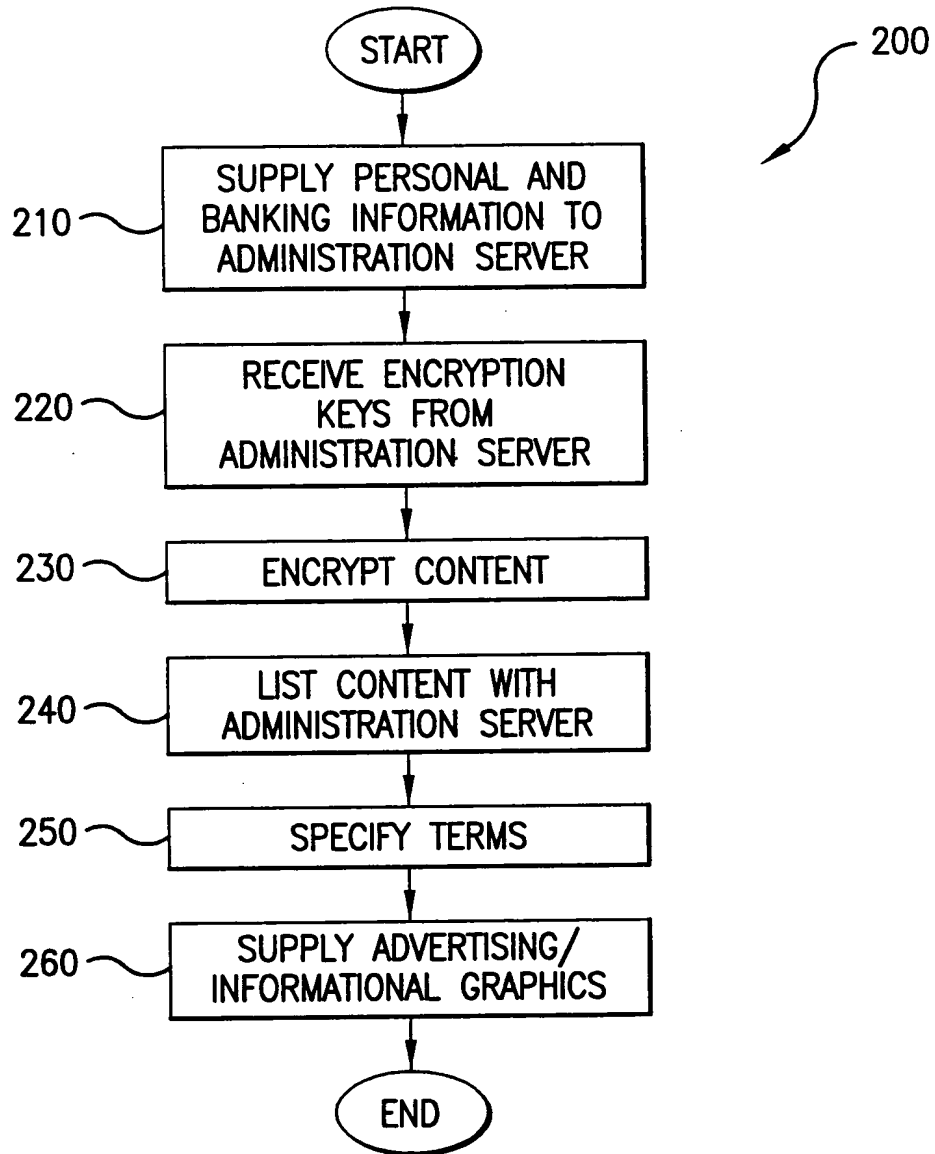 START
200
210
SUPPLY PERSONAL AND
BANKING INFORMATION TO
ADMINISTRATION SERVER
220
RECEIVE ENCRYPTION
KEYS FROM
ADMINISTRATION SERVER
230
ENCRYPT CONTENT
240
LIST CONTENT WITH
ADMINISTRATION SERVER
250
SPECIFY TERMS
260
SUPPLY ADVERTISING/
INFORMATIONAL GRAPHICS
END